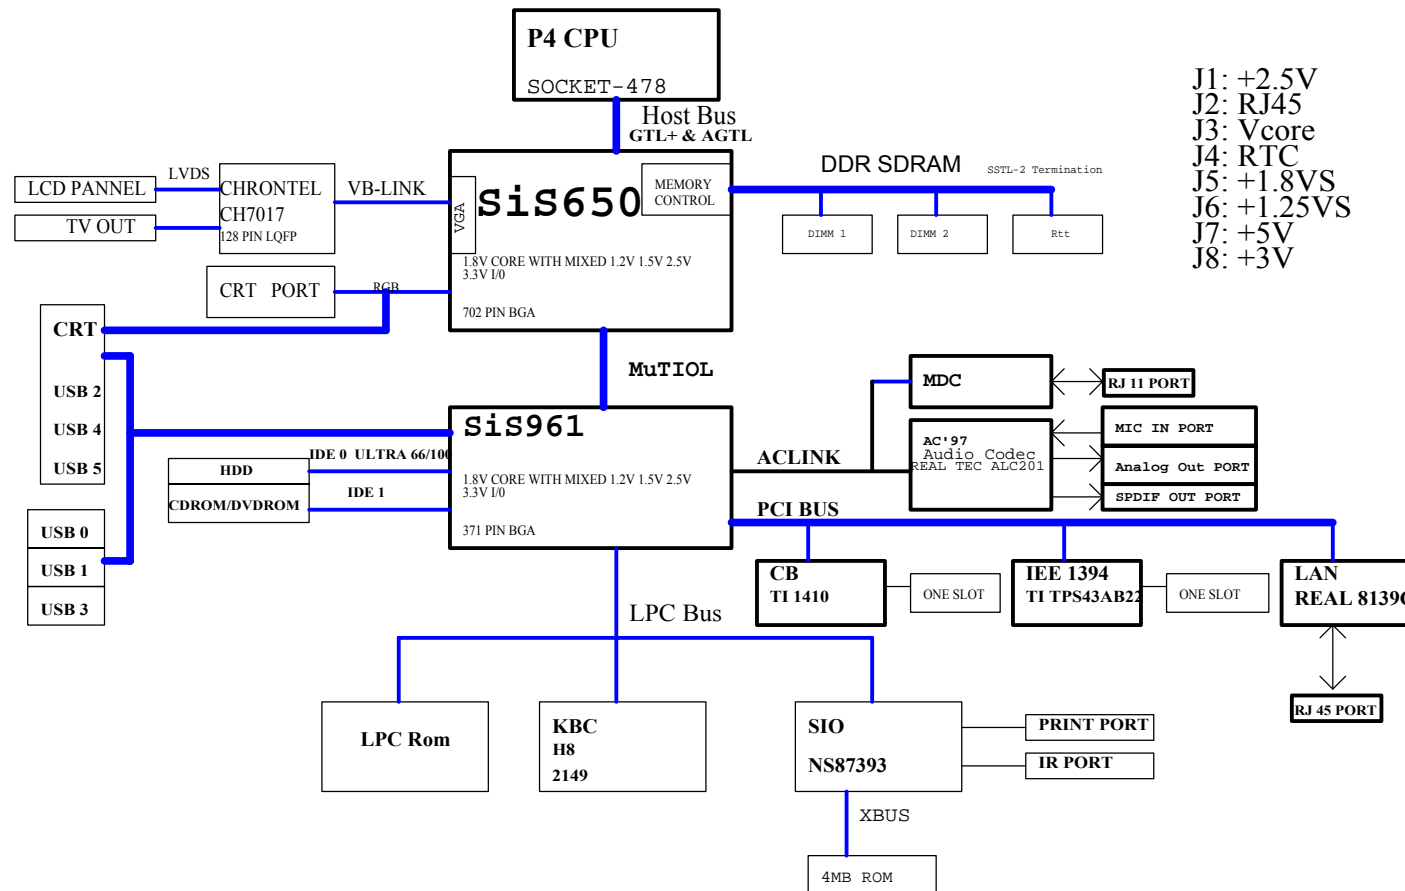 P4 CPU
SOCKET-478
Host Bus
GTL+ & AGTL
J1: +2.5V
J2: RJ45
J3: Vcore
J4: RTC
J5: +1.8VS
J6: +1.25VS
J7: +5V
J8: +3V
LCD PANNEL
LVDS
TV OUT
CHRONTEL
CH7017
128 PIN LQFP
VB-LINK
VGA
SiS650
MEMORY
CONTROL
1.8V CORE WITH MIXED 1.2V 1.5V 2.5V
3.3V I/0
702 PIN BGA
DDR SDRAM
SSTL-2 Termination
DIMM 1
DIMM 2
Rtt
CRT PORT
RGB
CRT
USB 2
USB 4
USB 5
MuTIOL
SiS961
1.8V CORE WITH MIXED 1.2V 1.5V 2.5V
3.3V I/0
371 PIN BGA
IDE 0 ULTRA 66/100
HDD
IDE 1
CDROM/DVDROM
USB 0
USB 1
USB 3
ACLINK
MDC
RJ 11 PORT
AC'97
Audio Codec
REAL TEC ALC201
MIC IN PORT
Analog Out PORT
SPDIF OUT PORT
PCI BUS
CB
TI 1410
ONE SLOT
IEE 1394
TI TPS43AB22
ONE SLOT
LAN
REAL 8139C
RJ 45 PORT
LPC Bus
LPC Rom
KBC
H8
2149
SIO
NS87393
PRINT PORT
IR PORT
XBUS
4MB ROM